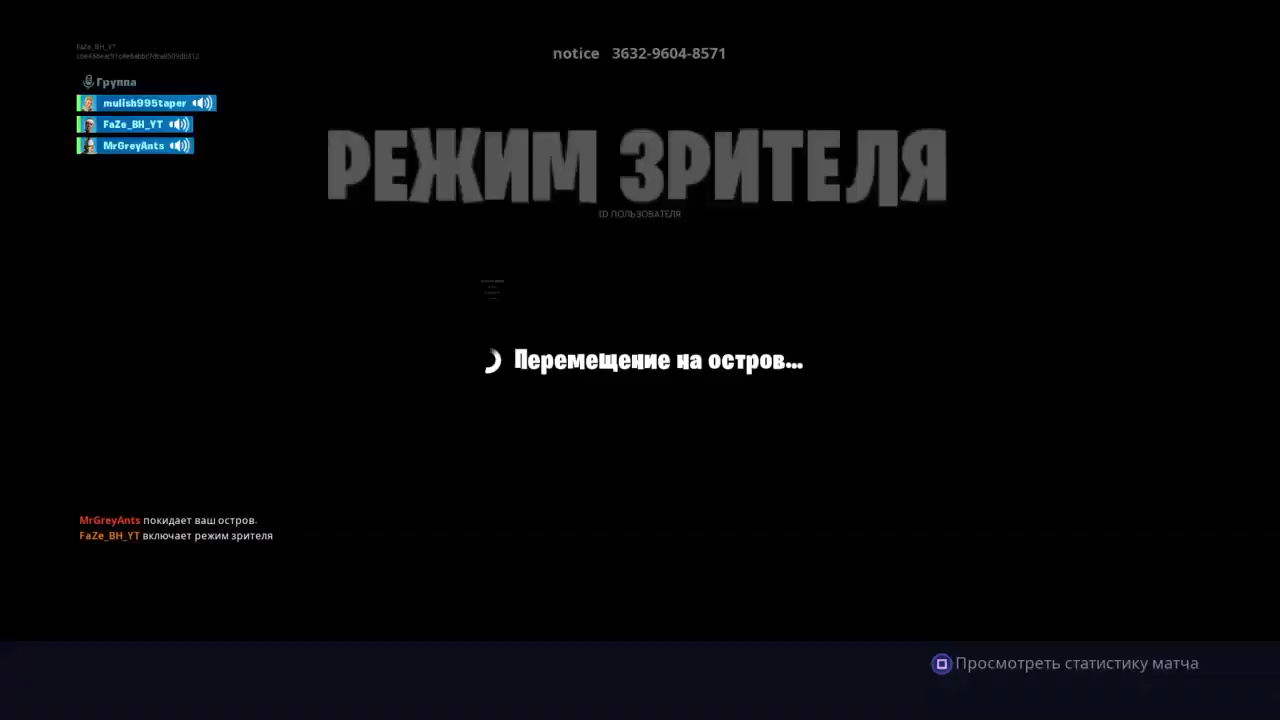 FaZe_BH_YT
notice 3632-9604-8571
Группа
mulish995taper
FaZe_BH_YT
MrGreyAnts
РЕЖИМ ЗРИТЕЛЯ
ID ПОЛЬЗОВАТЕЛЯ
Перемещение на остров...
MrGreyAnts покидает ваш остров.
FaZe_BH_YT включает режим зрителя
Просмотреть статистику матча